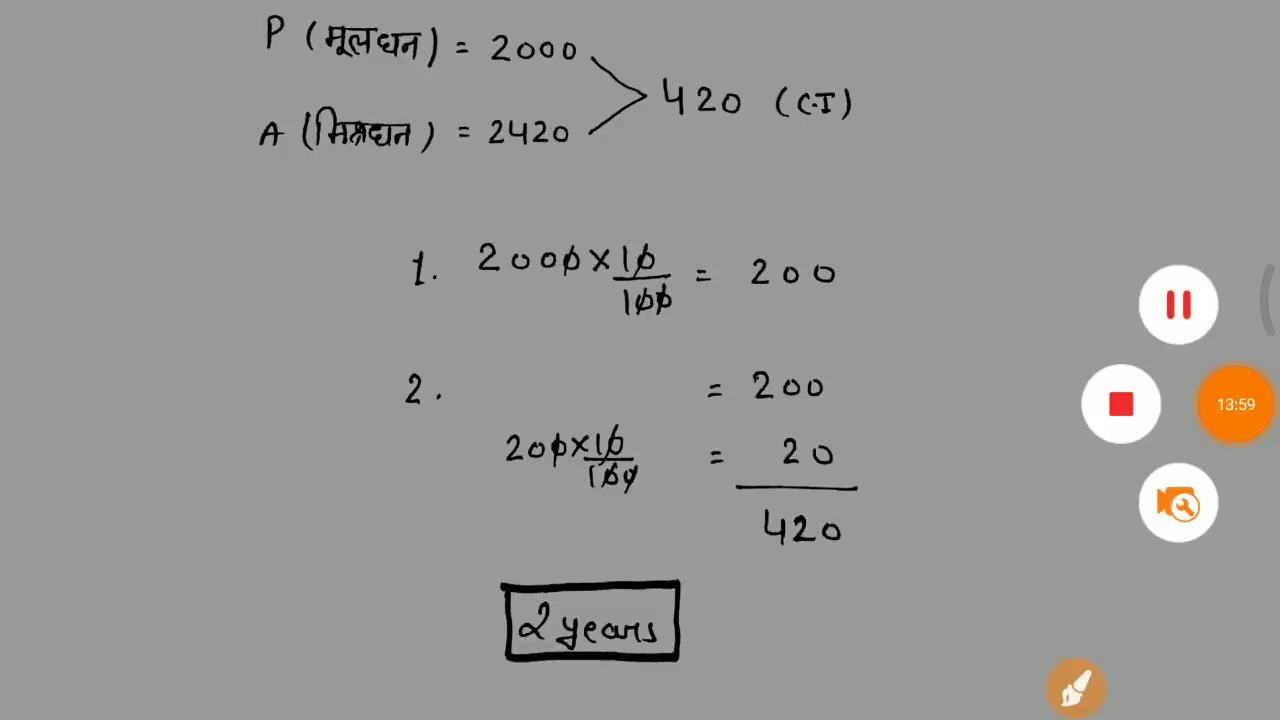 P (मूलधन) = 2000
420 (C.I)
A (मिश्रधन) = 2420
1. 2000 × 10/100 = 200
2. = 200
200 × 10/100 = 20
420
2 years
13:59